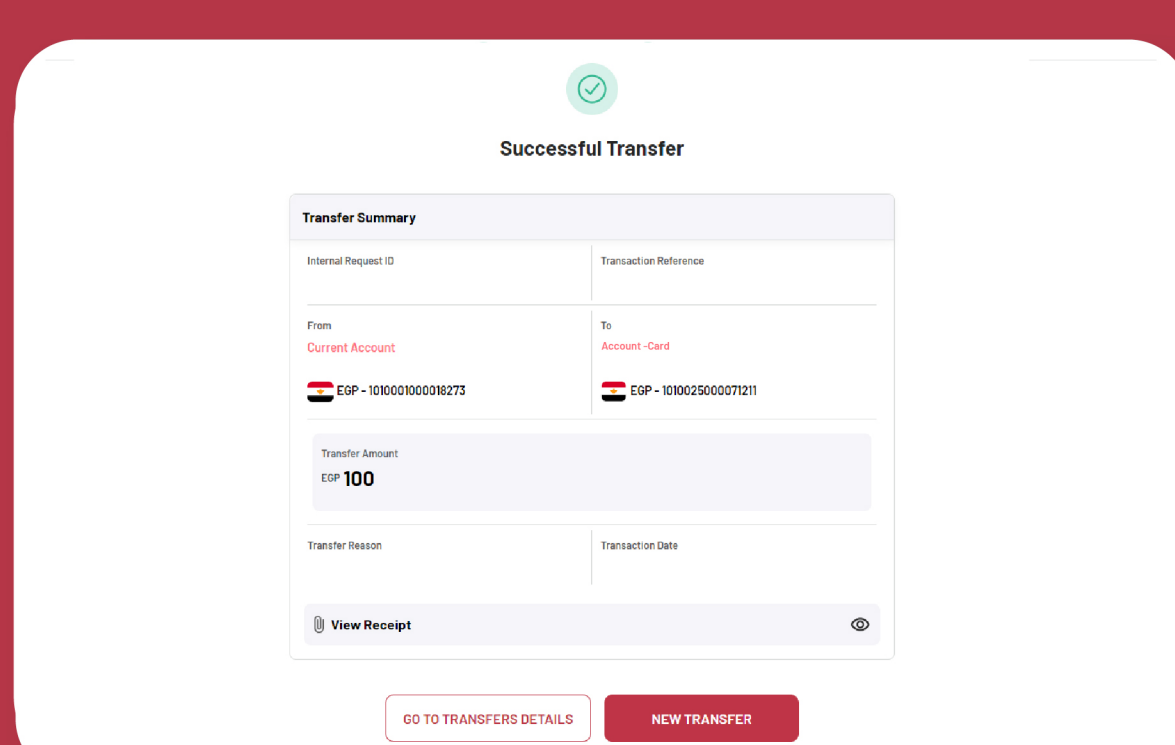 Successful Transfer
Transfer Summary
Internal Request ID
Transaction Reference
From
Current Account
EGP - 1010001000018273
To
Account -Card
EGP - 1010025000071211
Transfer Amount
EGP 100
Transfer Reason
Transaction Date
View Receipt
GO TO TRANSFERS DETAILS
NEW TRANSFER